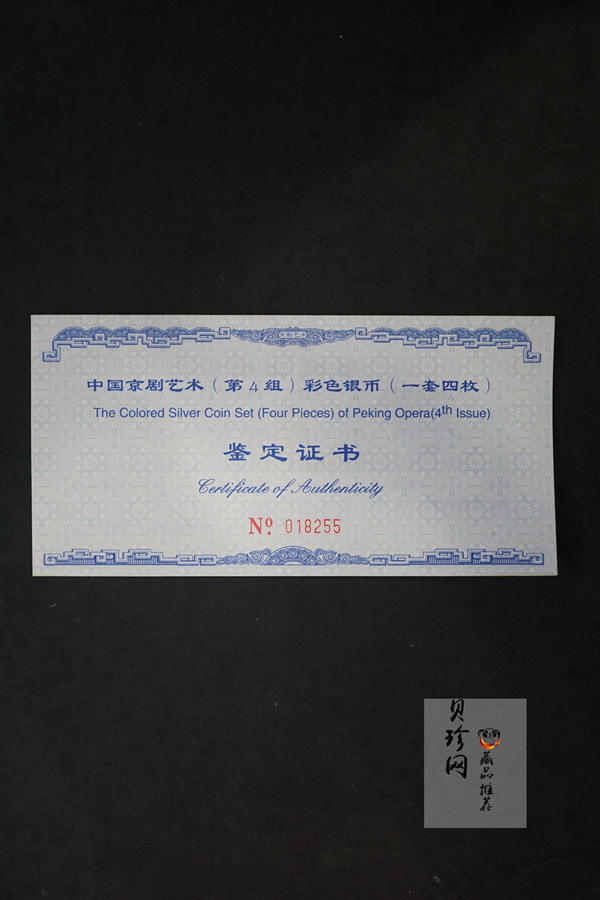 中国京剧艺术（第4组）彩色银币（一套四枚）
The Colored Silver Coin Set (Four Pieces) of Peking Opera(4th Issue)
鉴定证书
Certificate of Authenticity
Nº. 018255
贝珍网
藏品推荐